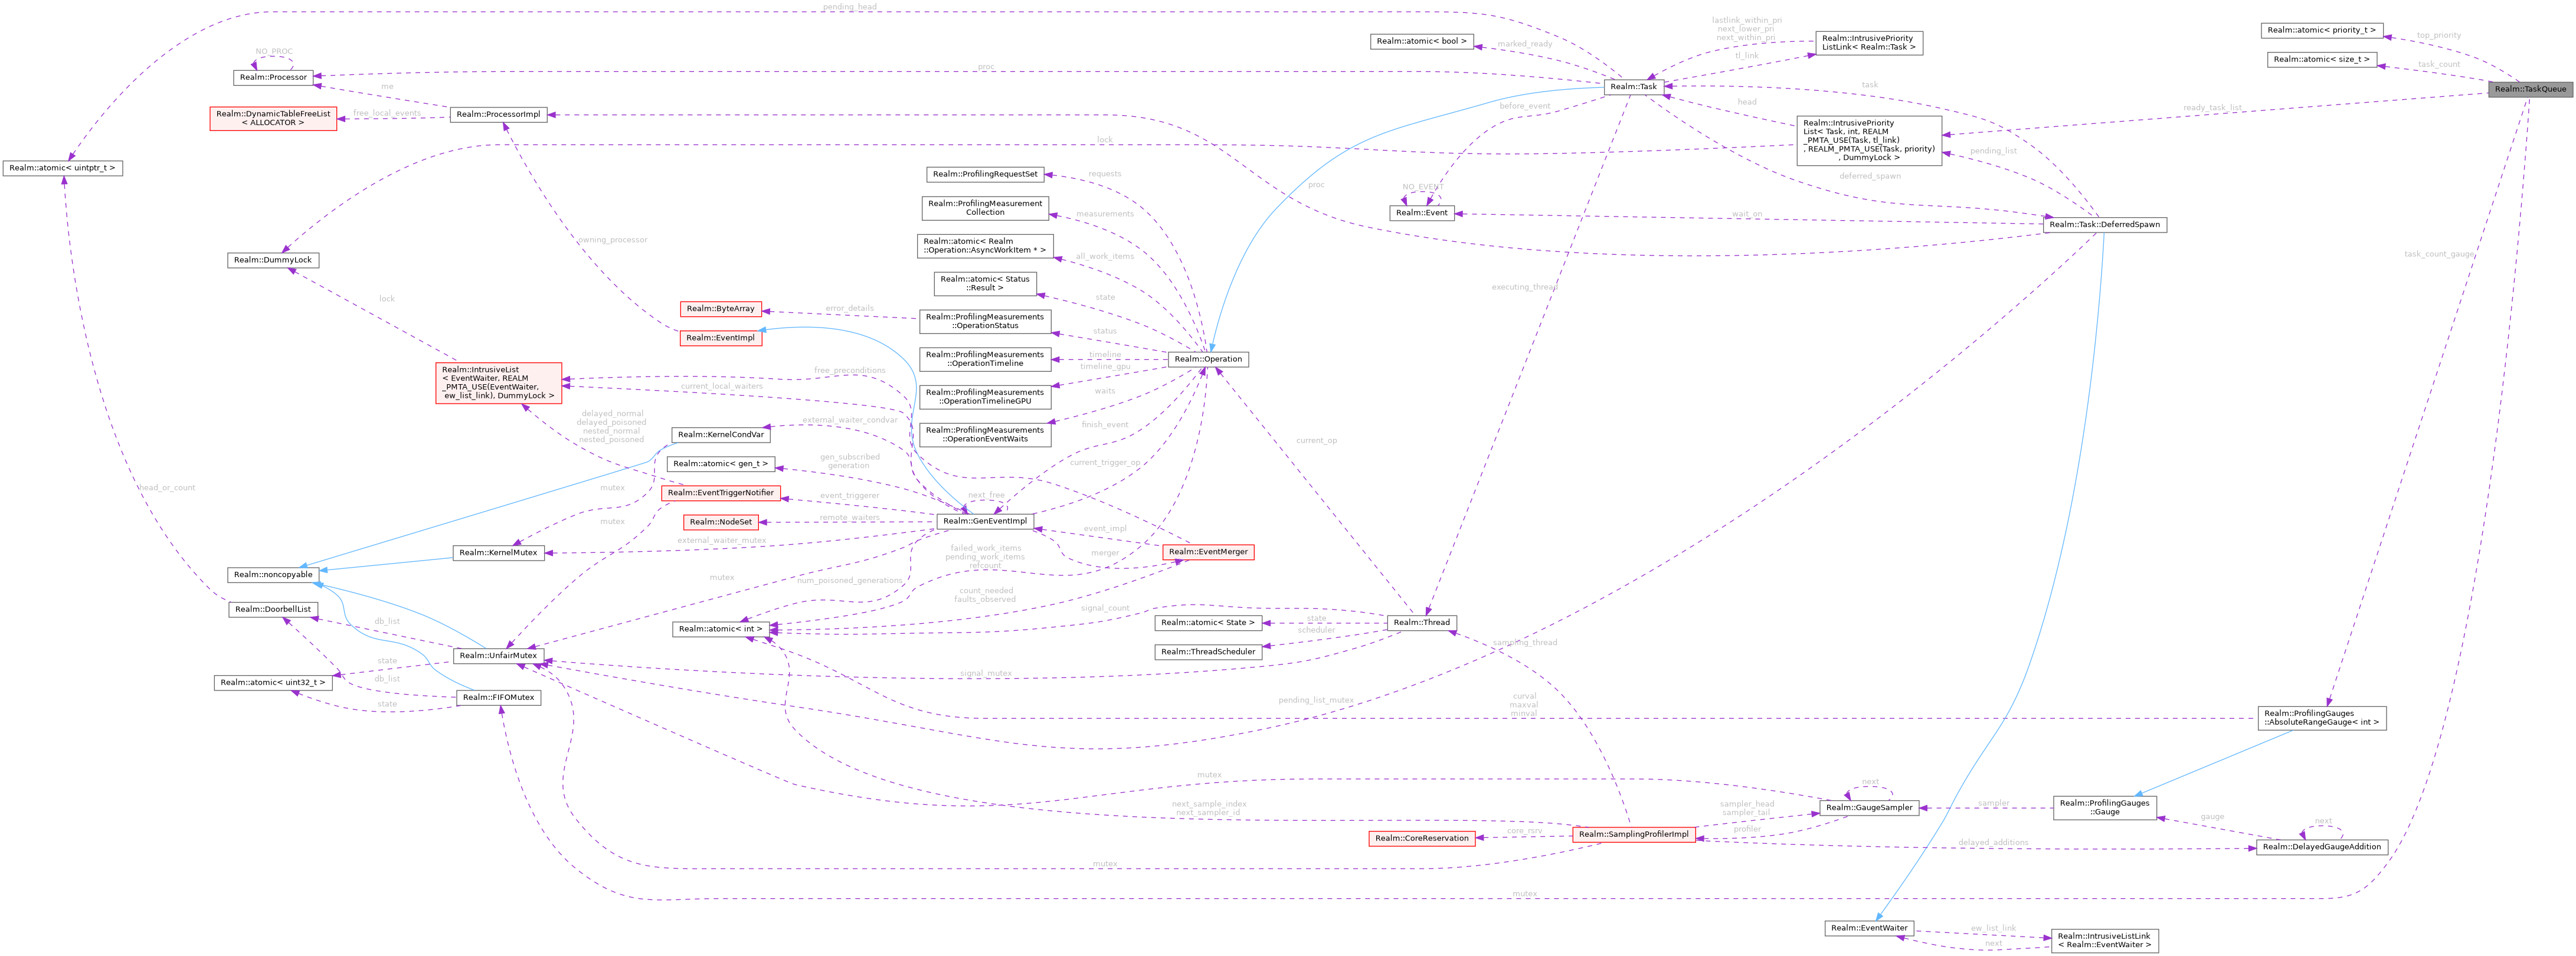 pending_head
lastlink_within_pri
next_lower_pri
next_within_pri
Realm::atomic< priority_t >
top_priority
Realm::atomic< bool >
marked_ready
Realm::IntrusivePriority
ListLink< Realm::Task >
NO_PROC
tl_link
Realm::atomic< size_t >
task_count
proc
Realm::Processor
me
Realm::Task
task
Realm::TaskQueue
Realm::DynamicTableFreeList
< ALLOCATOR >
free_local_events
Realm::ProcessorImpl
before_event
head
ready_task_list
Realm::IntrusivePriority
List< Task, int, REALM
_PMTA_USE(Task, tl_link)
, REALM_PMTA_USE(Task, priority)
, DummyLock >
lock
pending_list
Realm::atomic< uintptr_t >
Realm::ProfilingRequestSet
requests
deferred_spawn
proc
NO_EVENT
Realm::ProfilingMeasurement
Collection
measurements
Realm::Event
wait_on
Realm::Task::DeferredSpawn
owning_processor
Realm::atomic< Realm
::Operation::AsyncWorkItem * >
all_work_items
task_count_gauge
Realm::DummyLock
Realm::atomic< Status
::Result >
state
executing_thread
lock
Realm::ByteArray
error_details
Realm::ProfilingMeasurements
::OperationStatus
status
Realm::EventImpl
Realm::ProfilingMeasurements
::OperationTimeline
timeline
Realm::Operation
timeline_gpu
Realm::IntrusiveList
< EventWaiter, REALM
_PMTA_USE(EventWaiter,
ew_list_link), DummyLock >
free_preconditions
current_local_waiters
Realm::ProfilingMeasurements
::OperationTimelineGPU
waits
delayed_normal
delayed_poisoned
nested_normal
nested_poisoned
external_waiter_condvar
Realm::KernelCondVar
Realm::ProfilingMeasurements
::OperationEventWaits
finish_event
current_op
gen_subscribed
generation
Realm::atomic< gen_t >
current_trigger_op
head_or_count
mutex
Realm::EventTriggerNotifier
event_triggerer
next_free
mutex
Realm::NodeSet
remote_waiters
Realm::GenEventImpl
event_impl
external_waiter_mutex
Realm::KernelMutex
failed_work_items
pending_work_items
refcount
merger
Realm::EventMerger
Realm::noncopyable
mutex
num_poisoned_generations
count_needed
faults_observed
Realm::DoorbellList
db_list
Realm::atomic< int >
signal_count
Realm::atomic< State >
state
Realm::Thread
scheduler
Realm::ThreadScheduler
sampling_thread
Realm::UnfairMutex
state
Realm::atomic< uint32_t >
db_list
signal_mutex
Realm::FIFOMutex
state
pending_list_mutex
curval
maxval
minval
Realm::ProfilingGauges
::AbsoluteRangeGauge< int >
mutex
next
next_sample_index
next_sampler_id
sampler_head
sampler_tail
Realm::GaugeSampler
sampler
Realm::ProfilingGauges
::Gauge
gauge
next
profiler
core_rsrv
Realm::CoreReservation
Realm::SamplingProfilerImpl
delayed_additions
Realm::DelayedGaugeAddition
mutex
mutex
Realm::EventWaiter
ew_list_link
next
Realm::IntrusiveListLink
< Realm::EventWaiter >